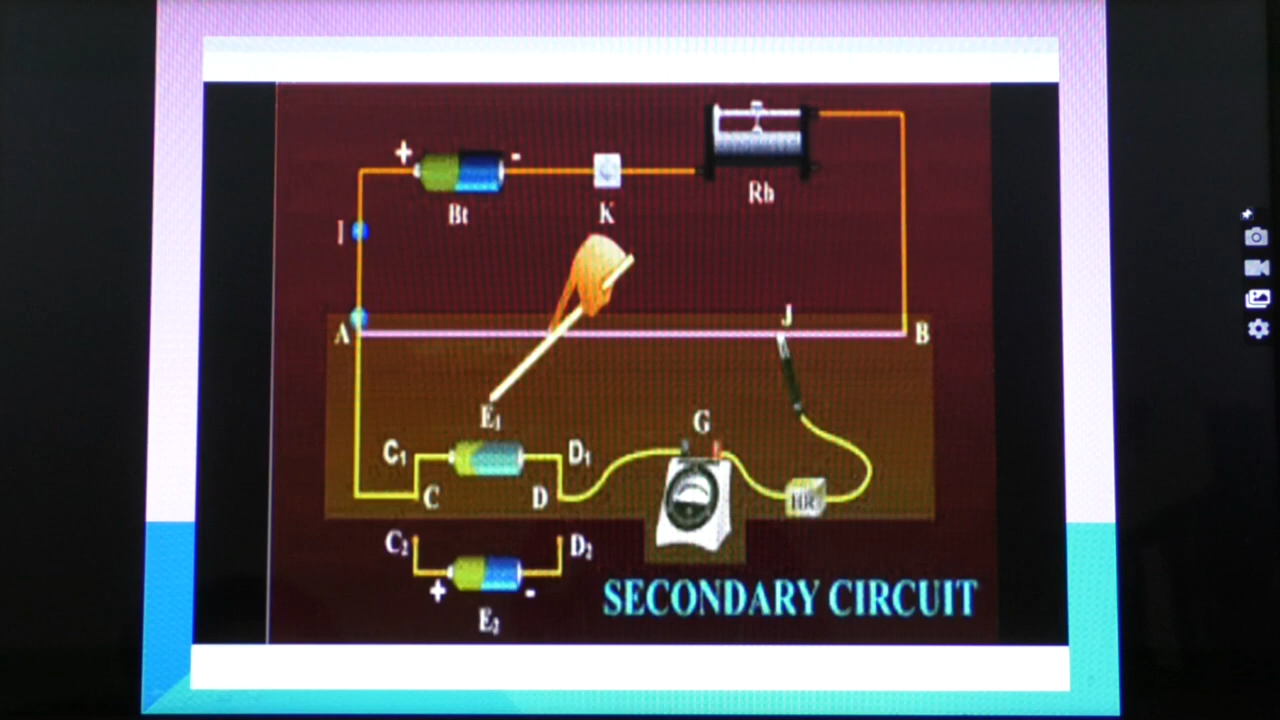 + -
Bt
K
Rh
I
A
J
B
E₁
G
C₁
D₁
C
D
HR
C₂
D₂
+ -
E₂
SECONDARY CIRCUIT